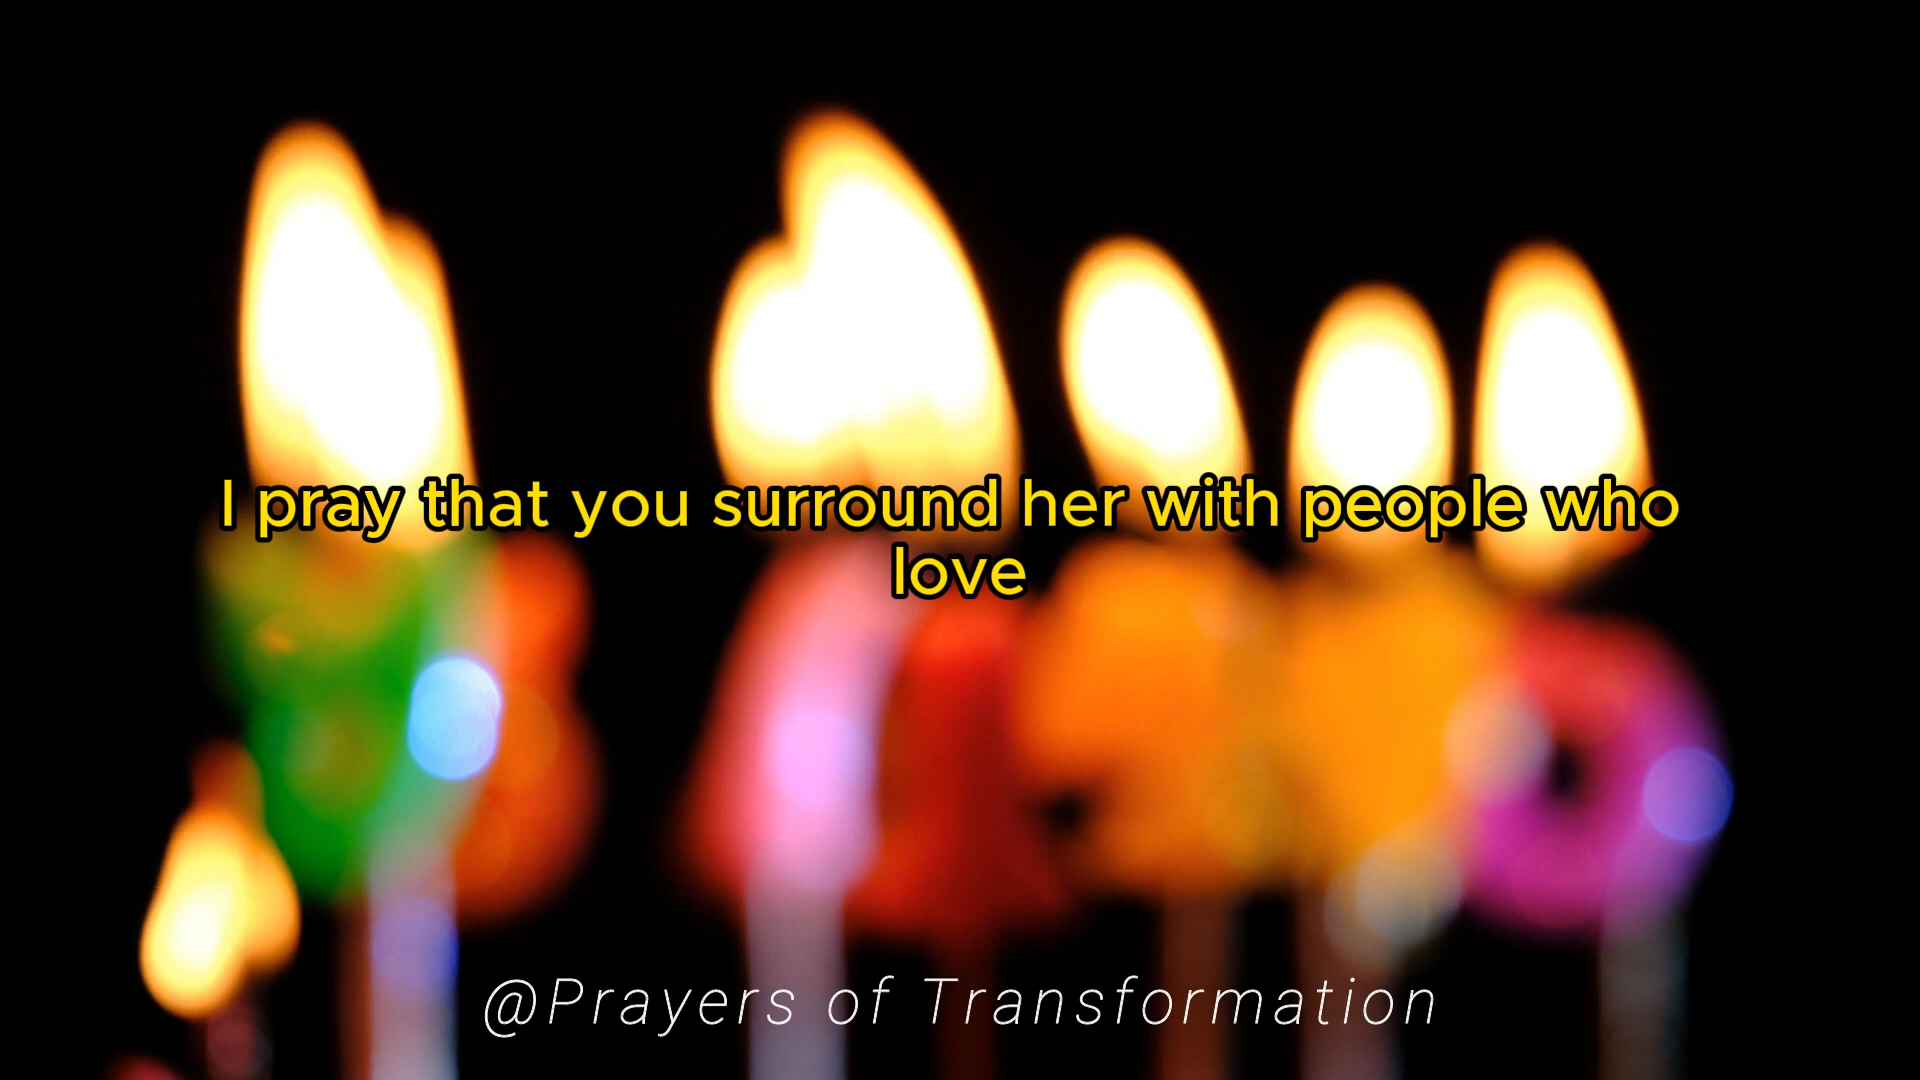 I pray that you surround her with people who
love
@Prayers of Transformation